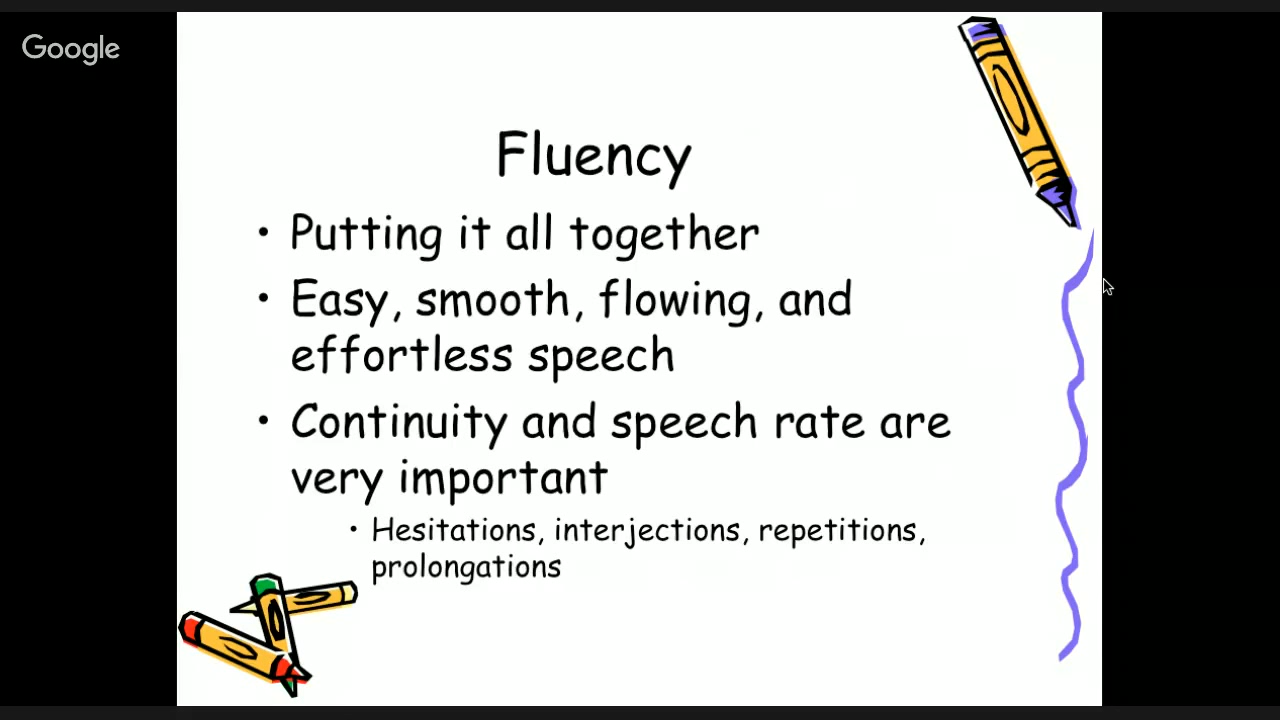 Google
Fluency
• Putting it all together
• Easy, smooth, flowing, and
effortless speech
• Continuity and speech rate are
very important
• Hesitations, interjections, repetitions,
prolongations